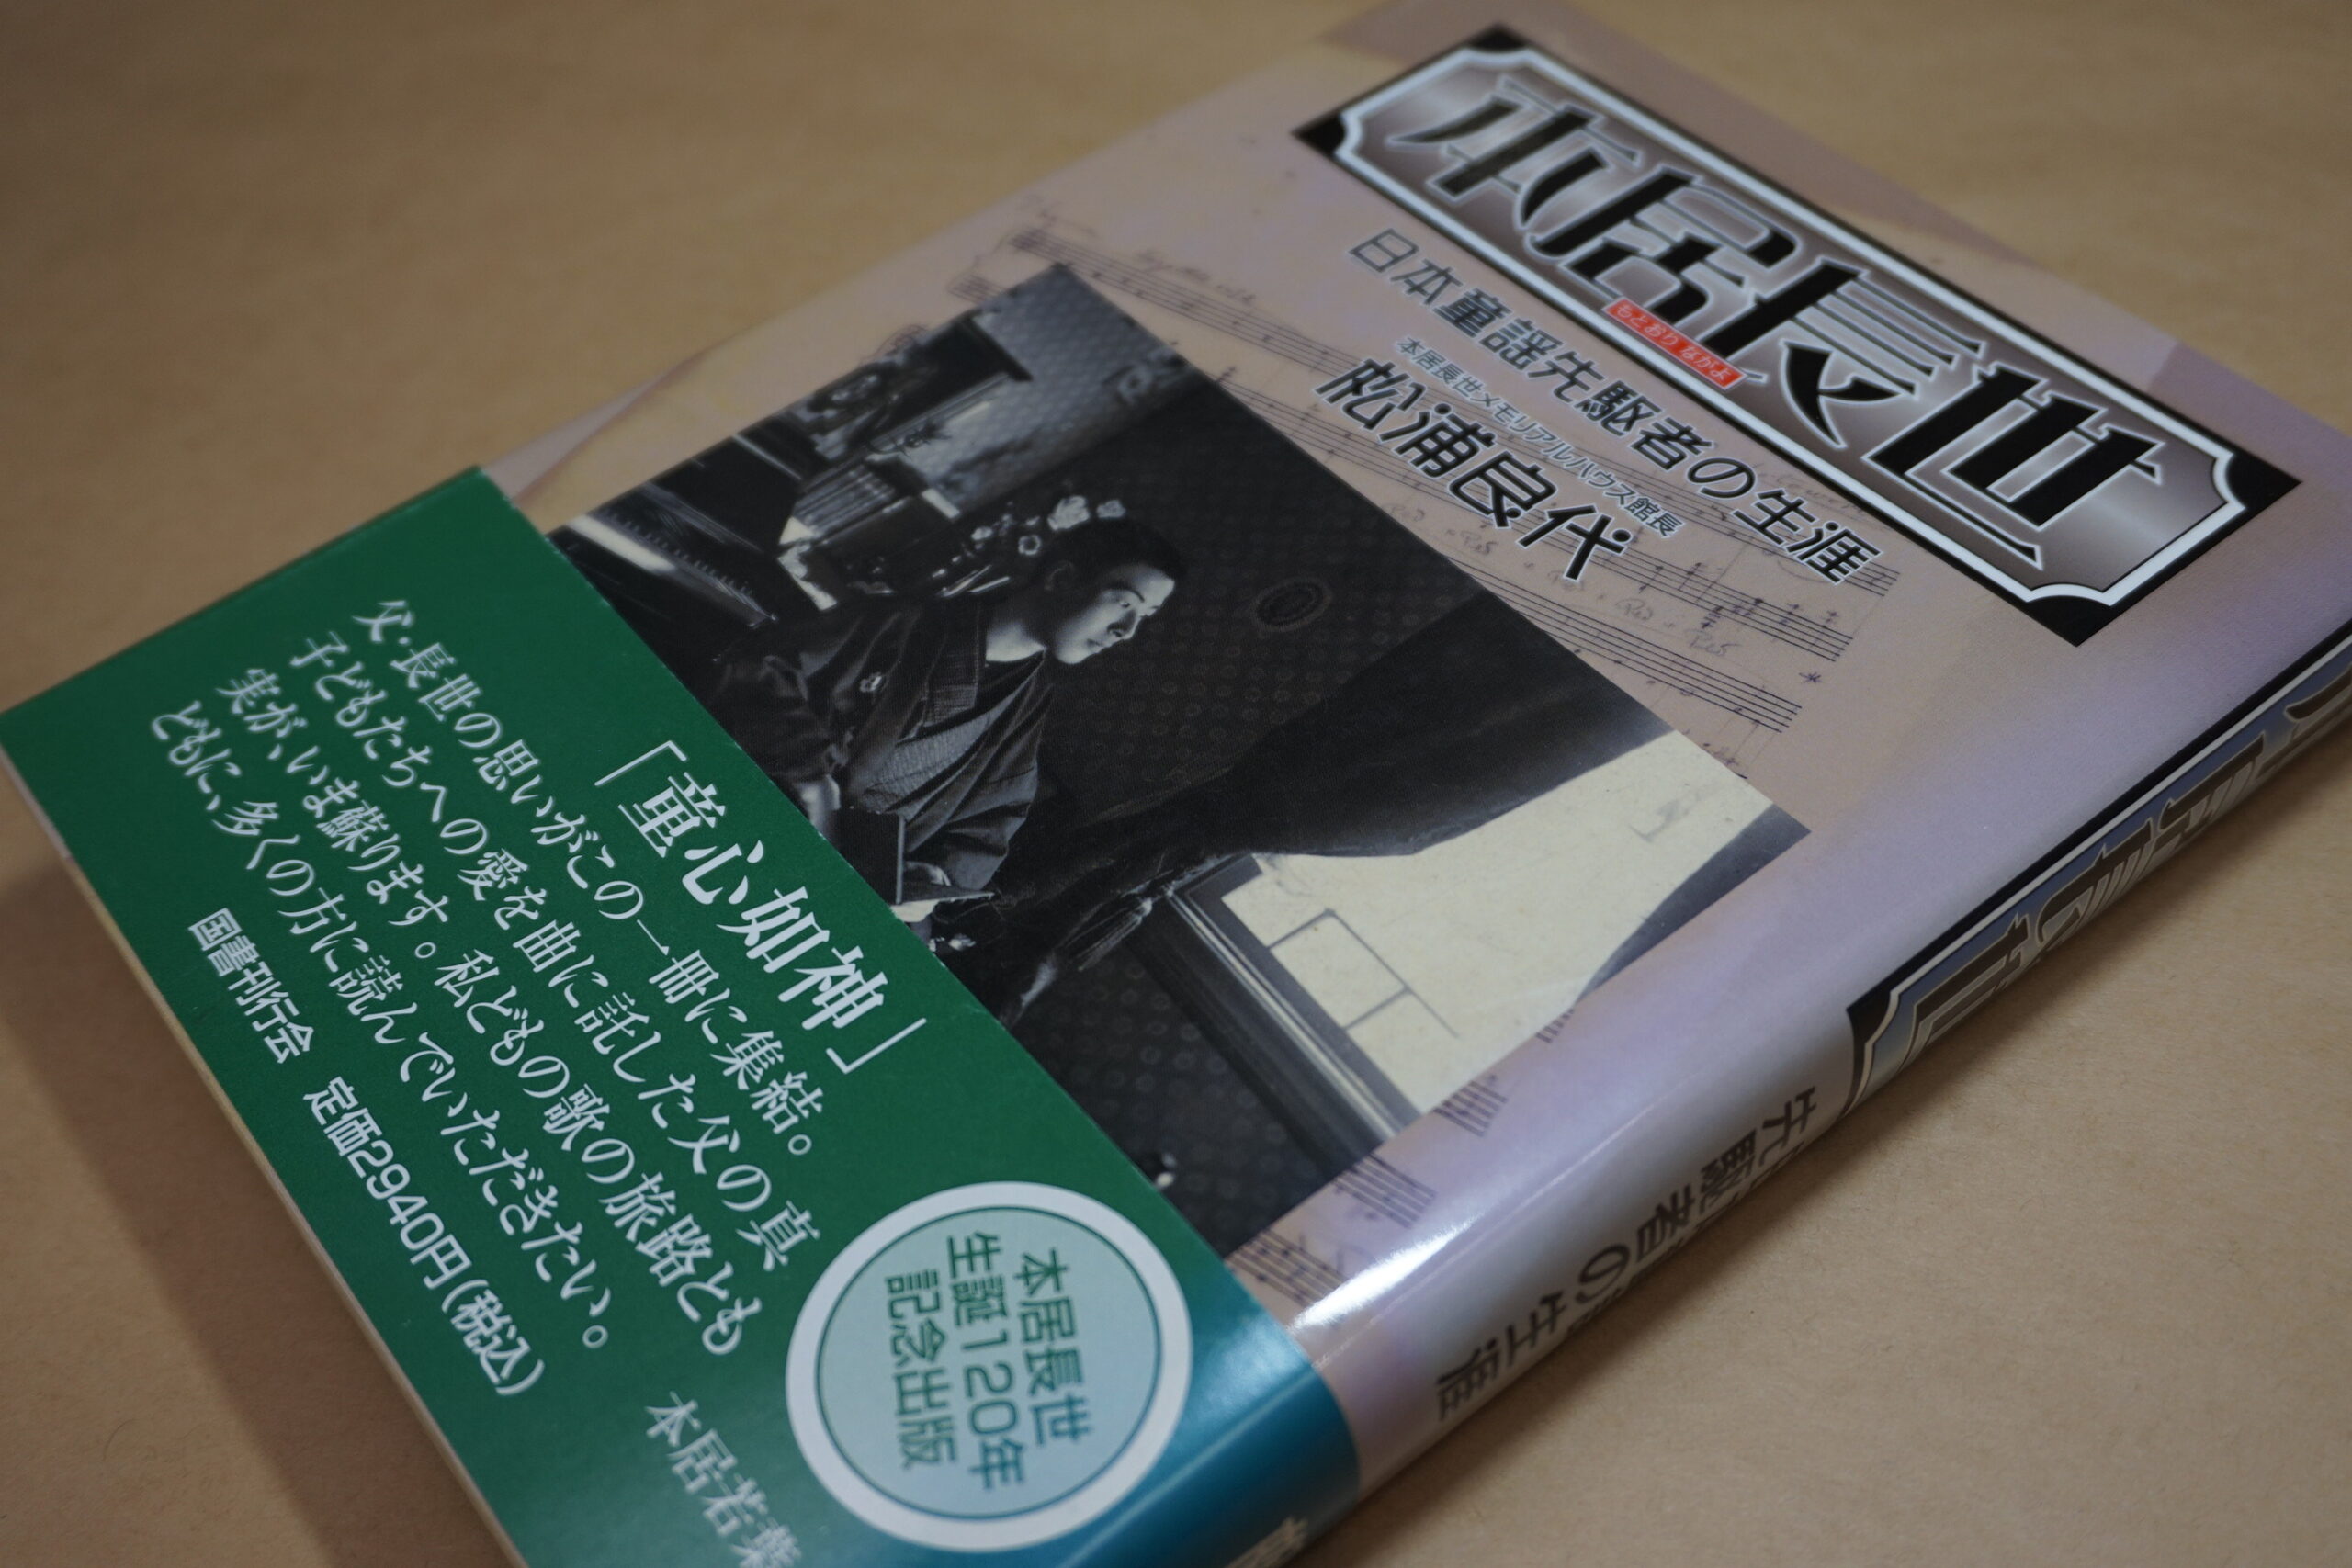 本居長世
もとおり ながよ
日本童謡先駆者の生涯
本居長世メモリアルハウス館長
松浦良代
「童心如神」
父・長世の思いがこの一冊に集結。
子どもたちへの愛を曲に託した父の真
実が、いま蘇ります。私どもの歌の旅路とも
どもに、多くの方に読んでいただきたい。
本居若葉
国書刊行会 定価2940円(税込)
本居長世
生誕120年
記念出版
先駆者の生涯